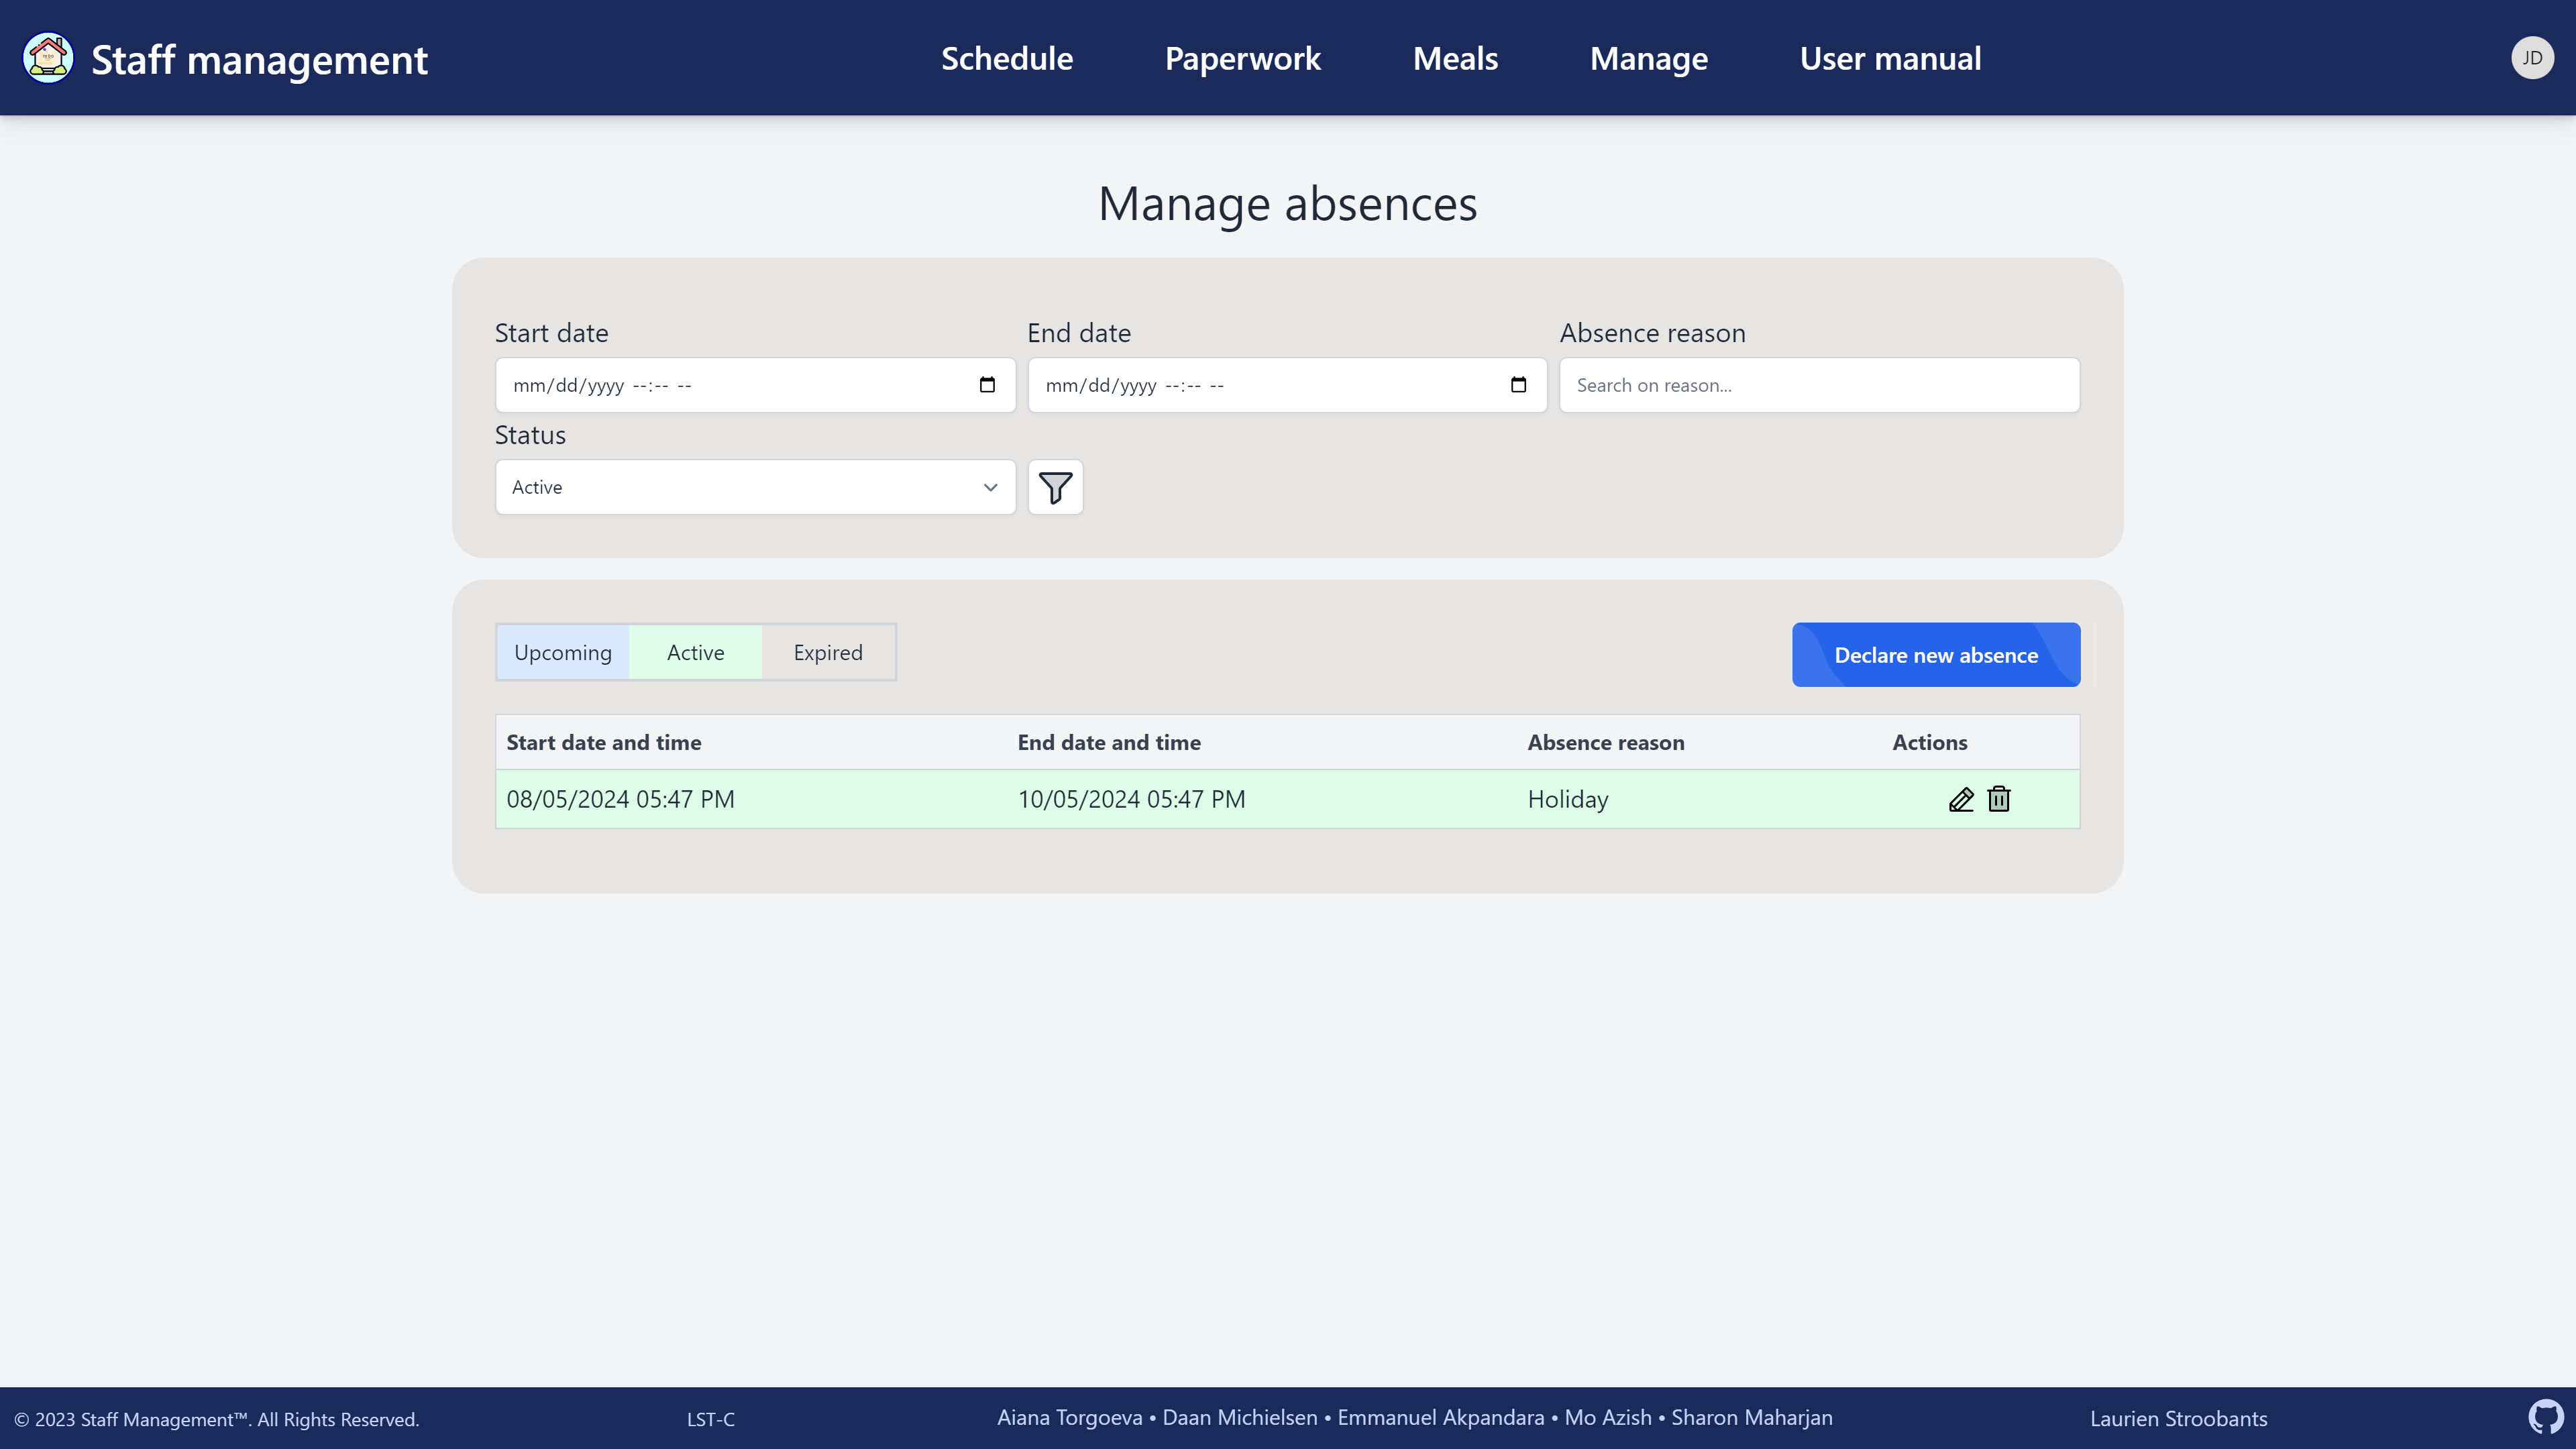 Staff management
Schedule
Paperwork
Meals
Manage
User manual
JD
Manage absences
Start date
End date
Absence reason
mm/dd/yyyy --:-- --
mm/dd/yyyy --:-- --
Search on reason...
Status
Active
Upcoming
Active
Expired
Declare new absence
Start date and time
End date and time
Absence reason
Actions
08/05/2024 05:47 PM
10/05/2024 05:47 PM
Holiday
© 2023 Staff Management™. All Rights Reserved.
LST-C
Aiana Torgoeva • Daan Michielsen • Emmanuel Akpandara • Mo Azish • Sharon Maharjan
Laurien Stroobants